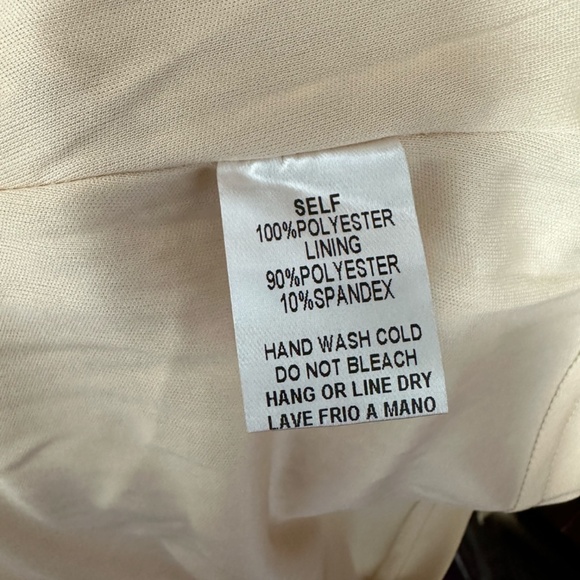 SELF
100%POLYESTER
LINING
90%POLYESTER
10%SPANDEX
HAND WASH COLD
DO NOT BLEACH
HANG OR LINE DRY
LAVE FRIO A MANO